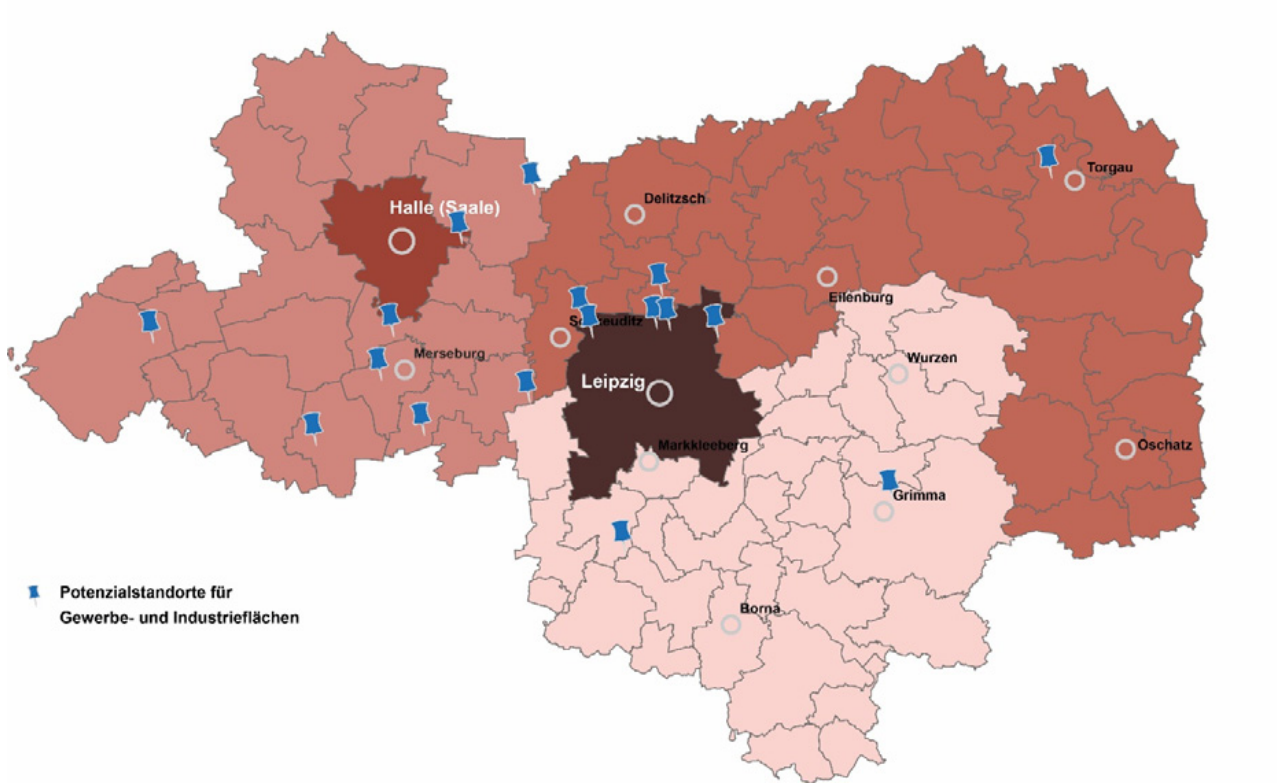 Torgau
Delitzsch
Halle (Saale)
Eilenburg
Merseburg
Wurzen
Leipzig
Markkleeberg
Oschatz
Grimma
Potenzialstandorte für
Gewerbe- und Industrieflächen
Borna